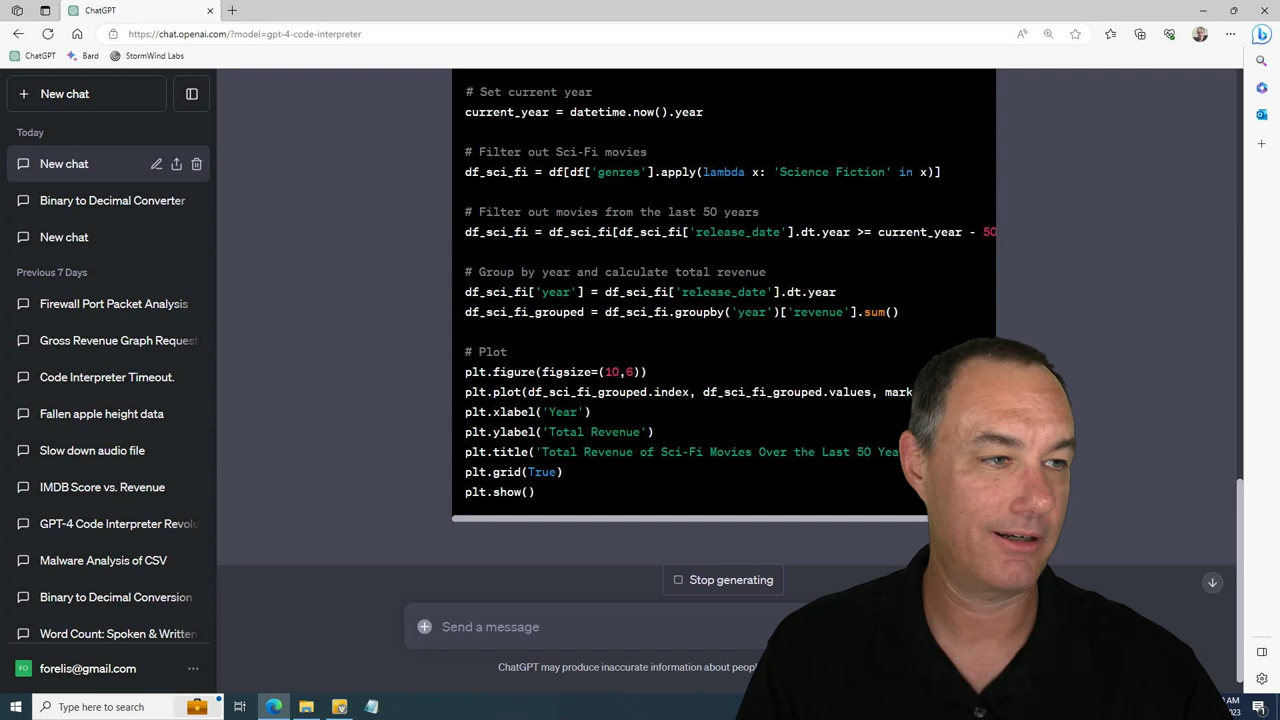 ChatGPT
https://chat.openai.com/?model=gpt-4-code-interpreter
ChatGPT Bard StormWind Labs
New chat
Today
New chat
Binary to Decimal Converter
New chat
Previous 7 Days
Firewall Port Packet Analysis
Gross Revenue Graph Request
Code Interpreter Timeout.
Fallen apple height data
Slow down audio file
IMDB Score vs. Revenue
GPT-4 Code Interpreter Revolu
Malware Analysis of CSV
Binary to Decimal Conversion
Word Count: Spoken & Written
FO forelis@gmail.com
# Set current year
current_year = datetime.now().year
# Filter out Sci-Fi movies
df_sci_fi = df[df['genres'].apply(lambda x: 'Science Fiction' in x)]
# Filter out movies from the last 50 years
df_sci_fi = df_sci_fi[df_sci_fi['release_date'].dt.year >= current_year - 50
# Group by year and calculate total revenue
df_sci_fi['year'] = df_sci_fi['release_date'].dt.year
df_sci_fi_grouped = df_sci_fi.groupby('year')['revenue'].sum()
# Plot
plt.figure(figsize=(10,6))
plt.plot(df_sci_fi_grouped.index, df_sci_fi_grouped.values, mark
plt.xlabel('Year')
plt.ylabel('Total Revenue')
plt.title('Total Revenue of Sci-Fi Movies Over the Last 50 Yea
plt.grid(True)
plt.show()
Stop generating
Send a message
ChatGPT may produce inaccurate information about peopl
Type here to search